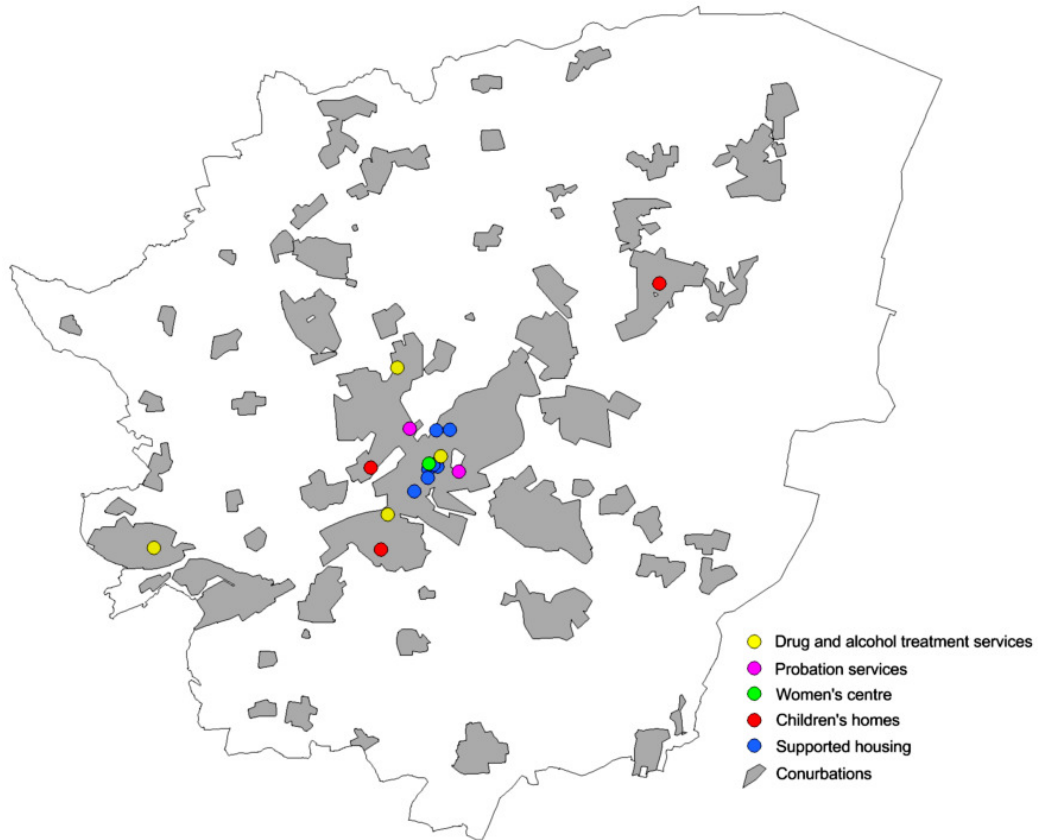 Drug and alcohol treatment services
Probation services
Women's centre
Children's homes
Supported housing
Conurbations